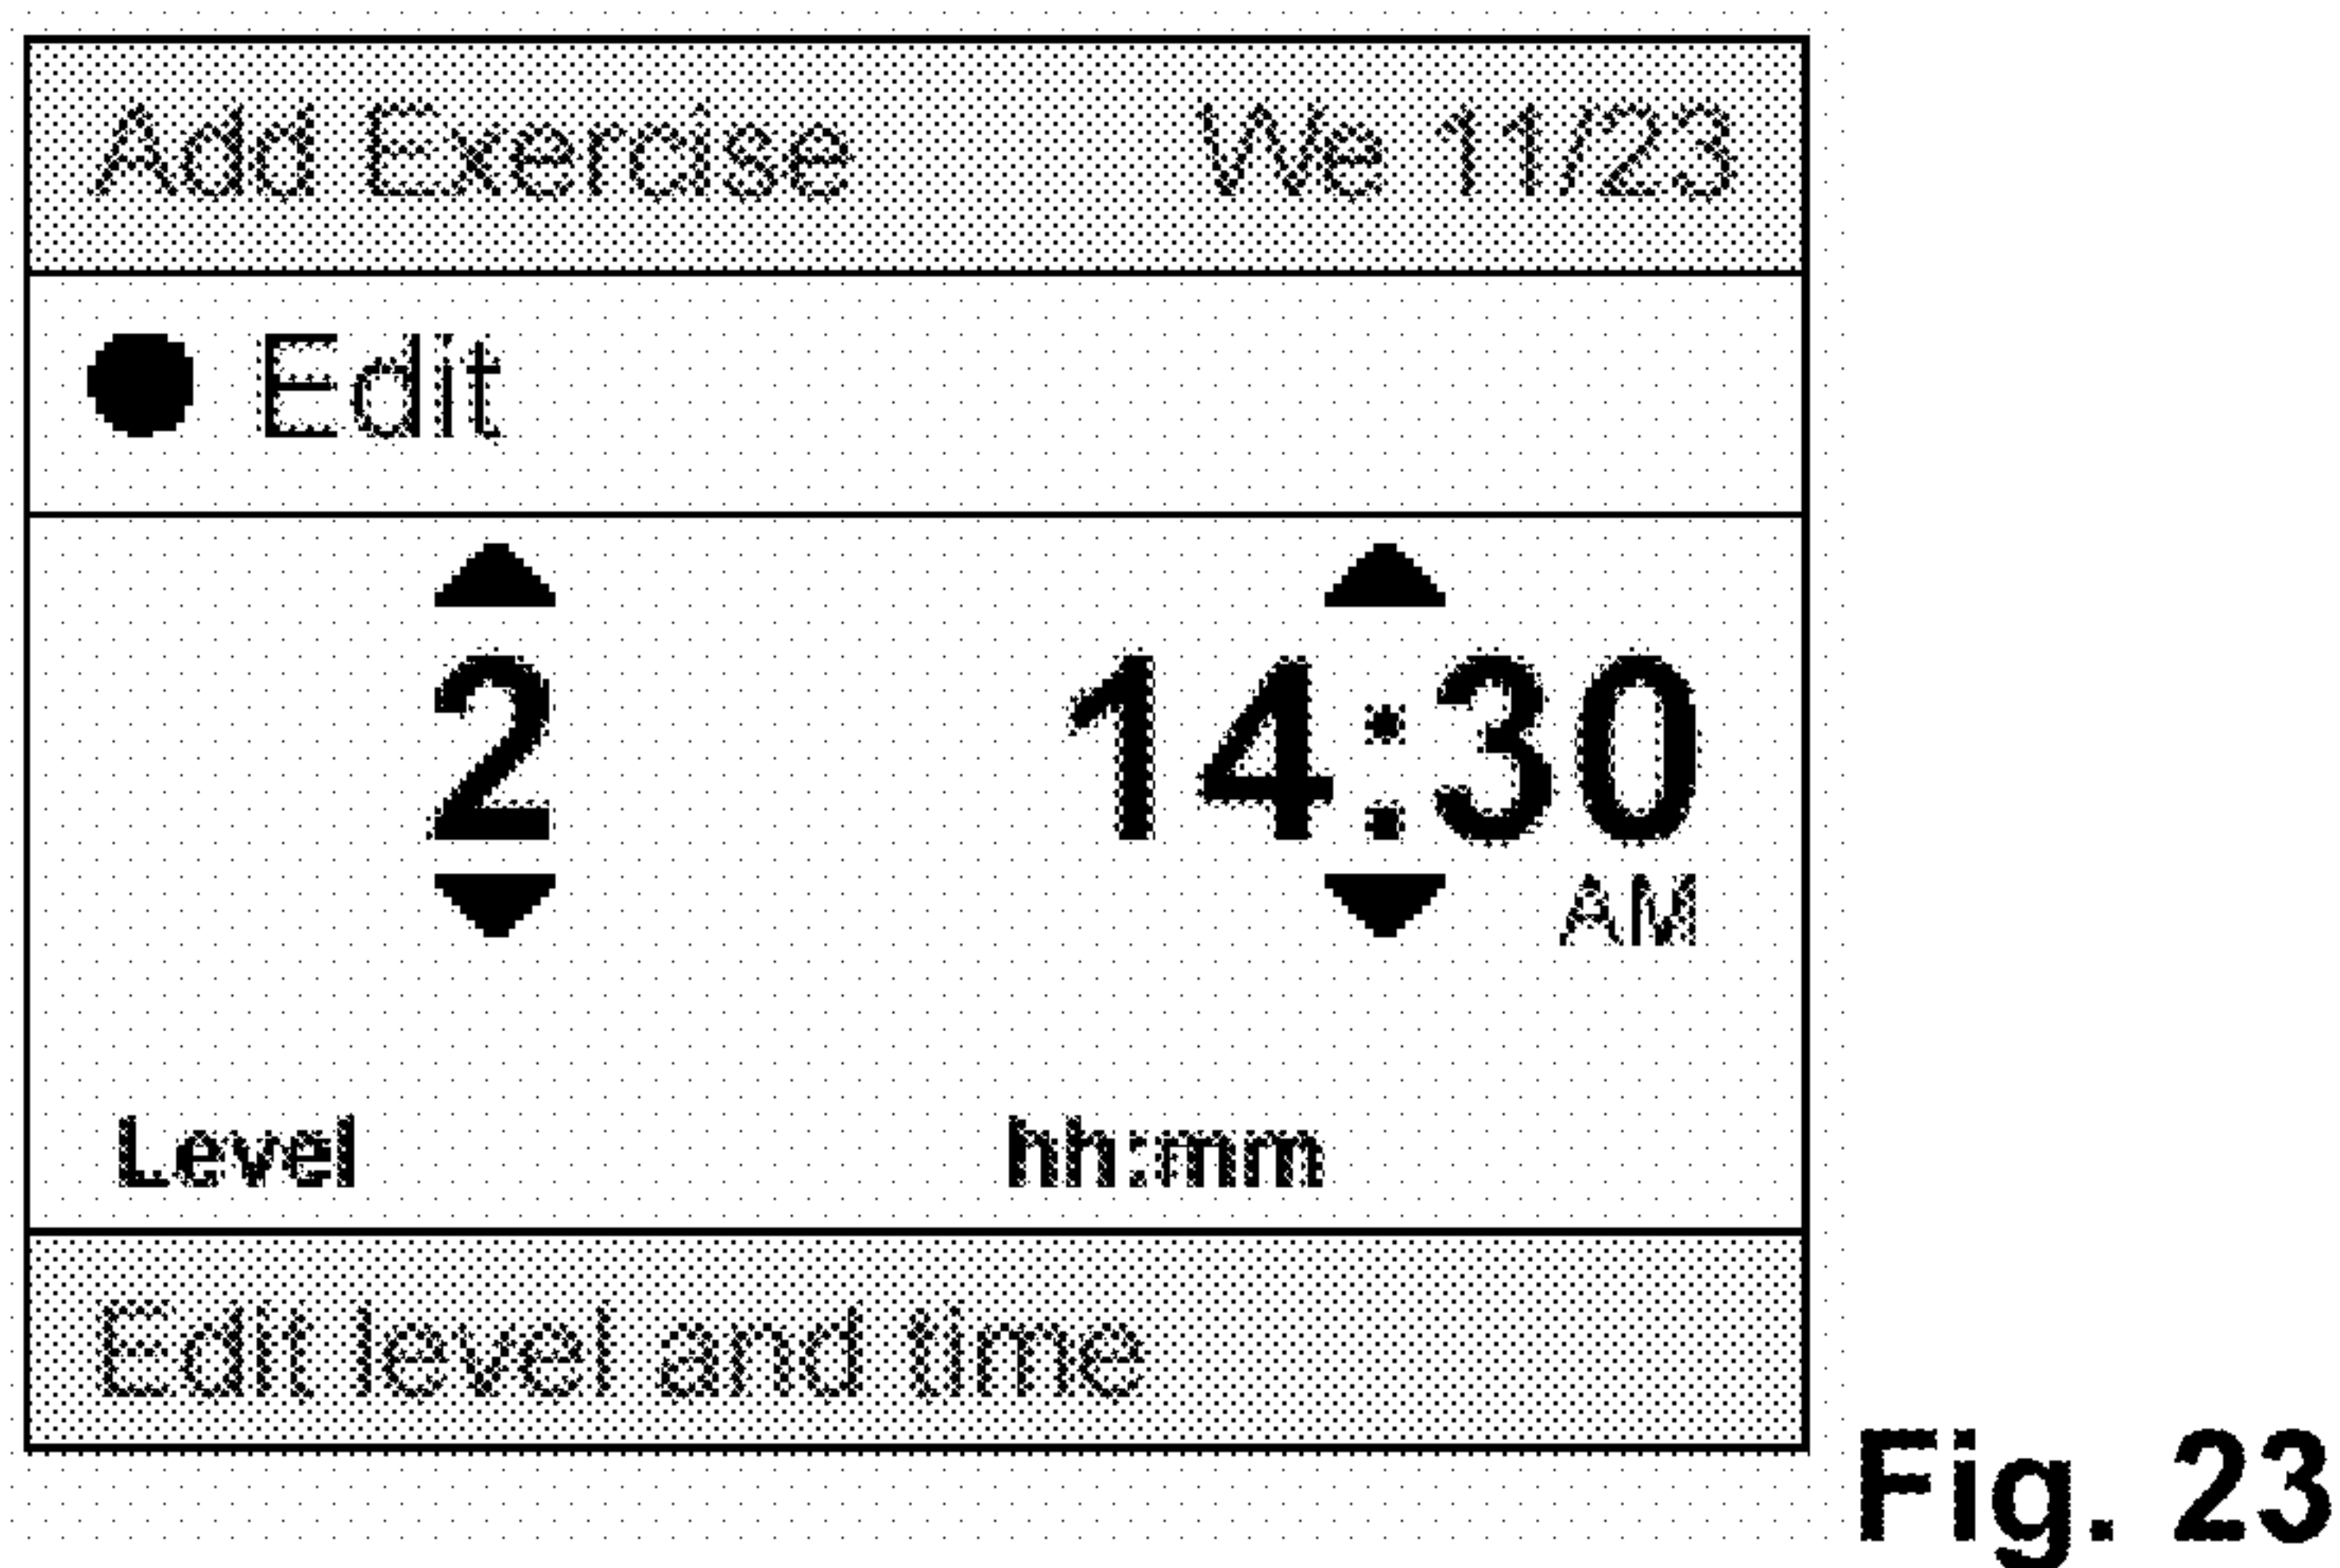 Add Exercise We 11/23
Edit
2 14:30
AM
Level hh:mm
Edit level and time
Fig. 23